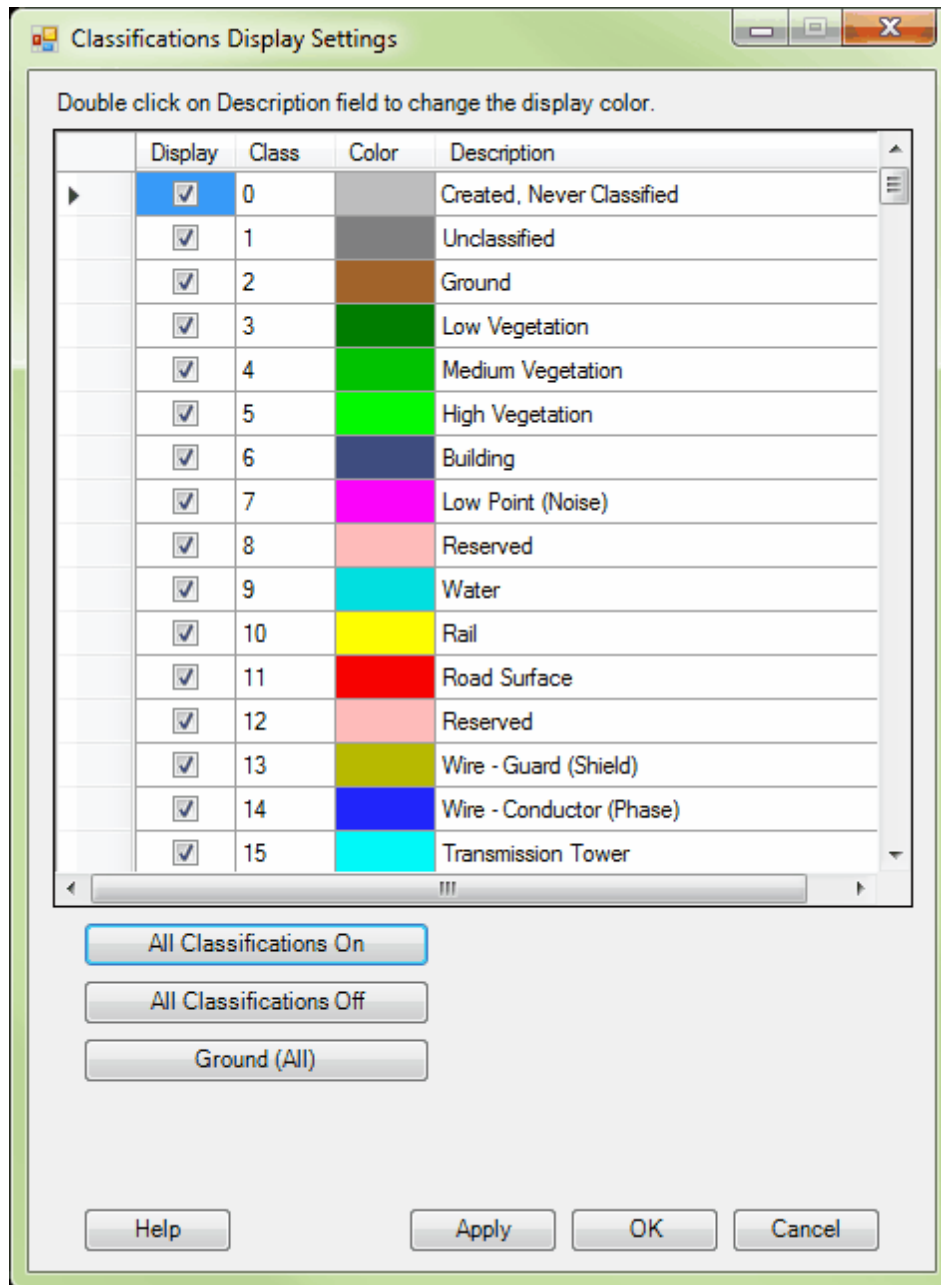 Classifications Display Settings
Double click on Description field to change the display color.
Display Class Color Description
0 Created, Never Classified
1 Unclassified
2 Ground
3 Low Vegetation
4 Medium Vegetation
5 High Vegetation
6 Building
7 Low Point (Noise)
8 Reserved
9 Water
10 Rail
11 Road Surface
12 Reserved
13 Wire - Guard (Shield)
14 Wire - Conductor (Phase)
15 Transmission Tower
All Classifications On
All Classifications Off
Ground (All)
Help Apply OK Cancel